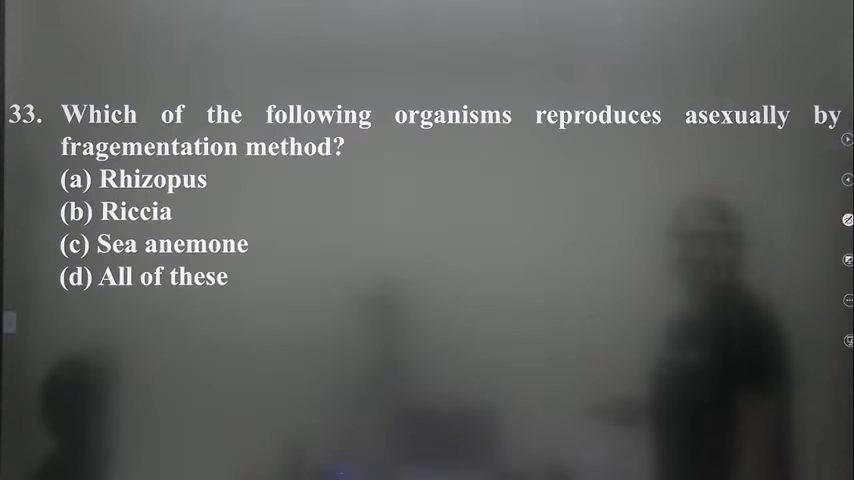 33. Which of the following organisms reproduces asexually by
fragementation method?
(a) Rhizopus
(b) Riccia
(c) Sea anemone
(d) All of these